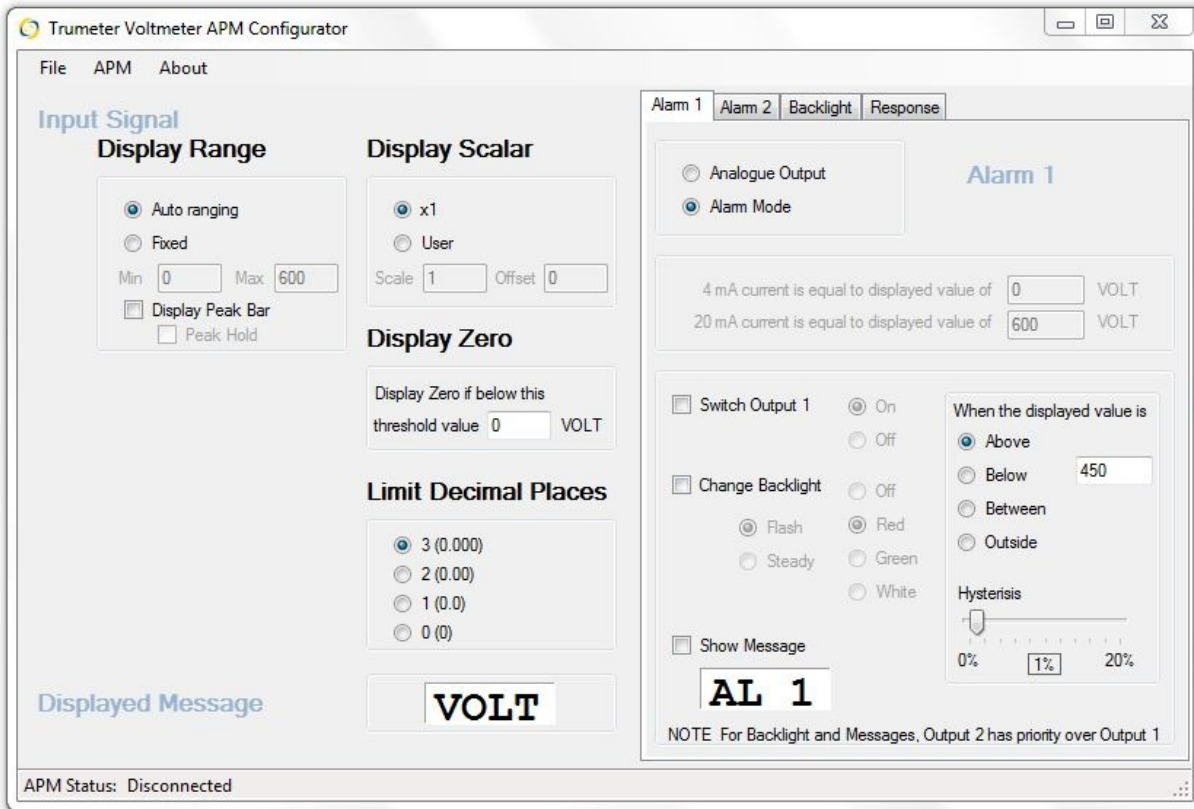 Trumeter Voltmeter APM Configurator
File APM About
Input Signal
Display Range
Auto ranging
Fixed
Min 0 Max 600
Display Peak Bar
Peak Hold
Display Scalar
x1
User
Scale 1 Offset 0
Display Zero
Display Zero if below this
threshold value 0 VOLT
Limit Decimal Places
3 (0.000)
2 (0.00)
1 (0.0)
0 (0)
Displayed Message
VOLT
Alarm 1 Alarm 2 Backlight Response
Analogue Output
Alarm Mode
Alarm 1
4 mA current is equal to displayed value of 0 VOLT
20 mA current is equal to displayed value of 600 VOLT
Switch Output 1
On
Off
Change Backlight
Flash
Steady
Off
Red
Green
White
Show Message
AL 1
When the displayed value is
Above
Below
Between
Outside
450
Hysterisis
0% 1% 20%
NOTE For Backlight and Messages, Output 2 has priority over Output 1
APM Status: Disconnected